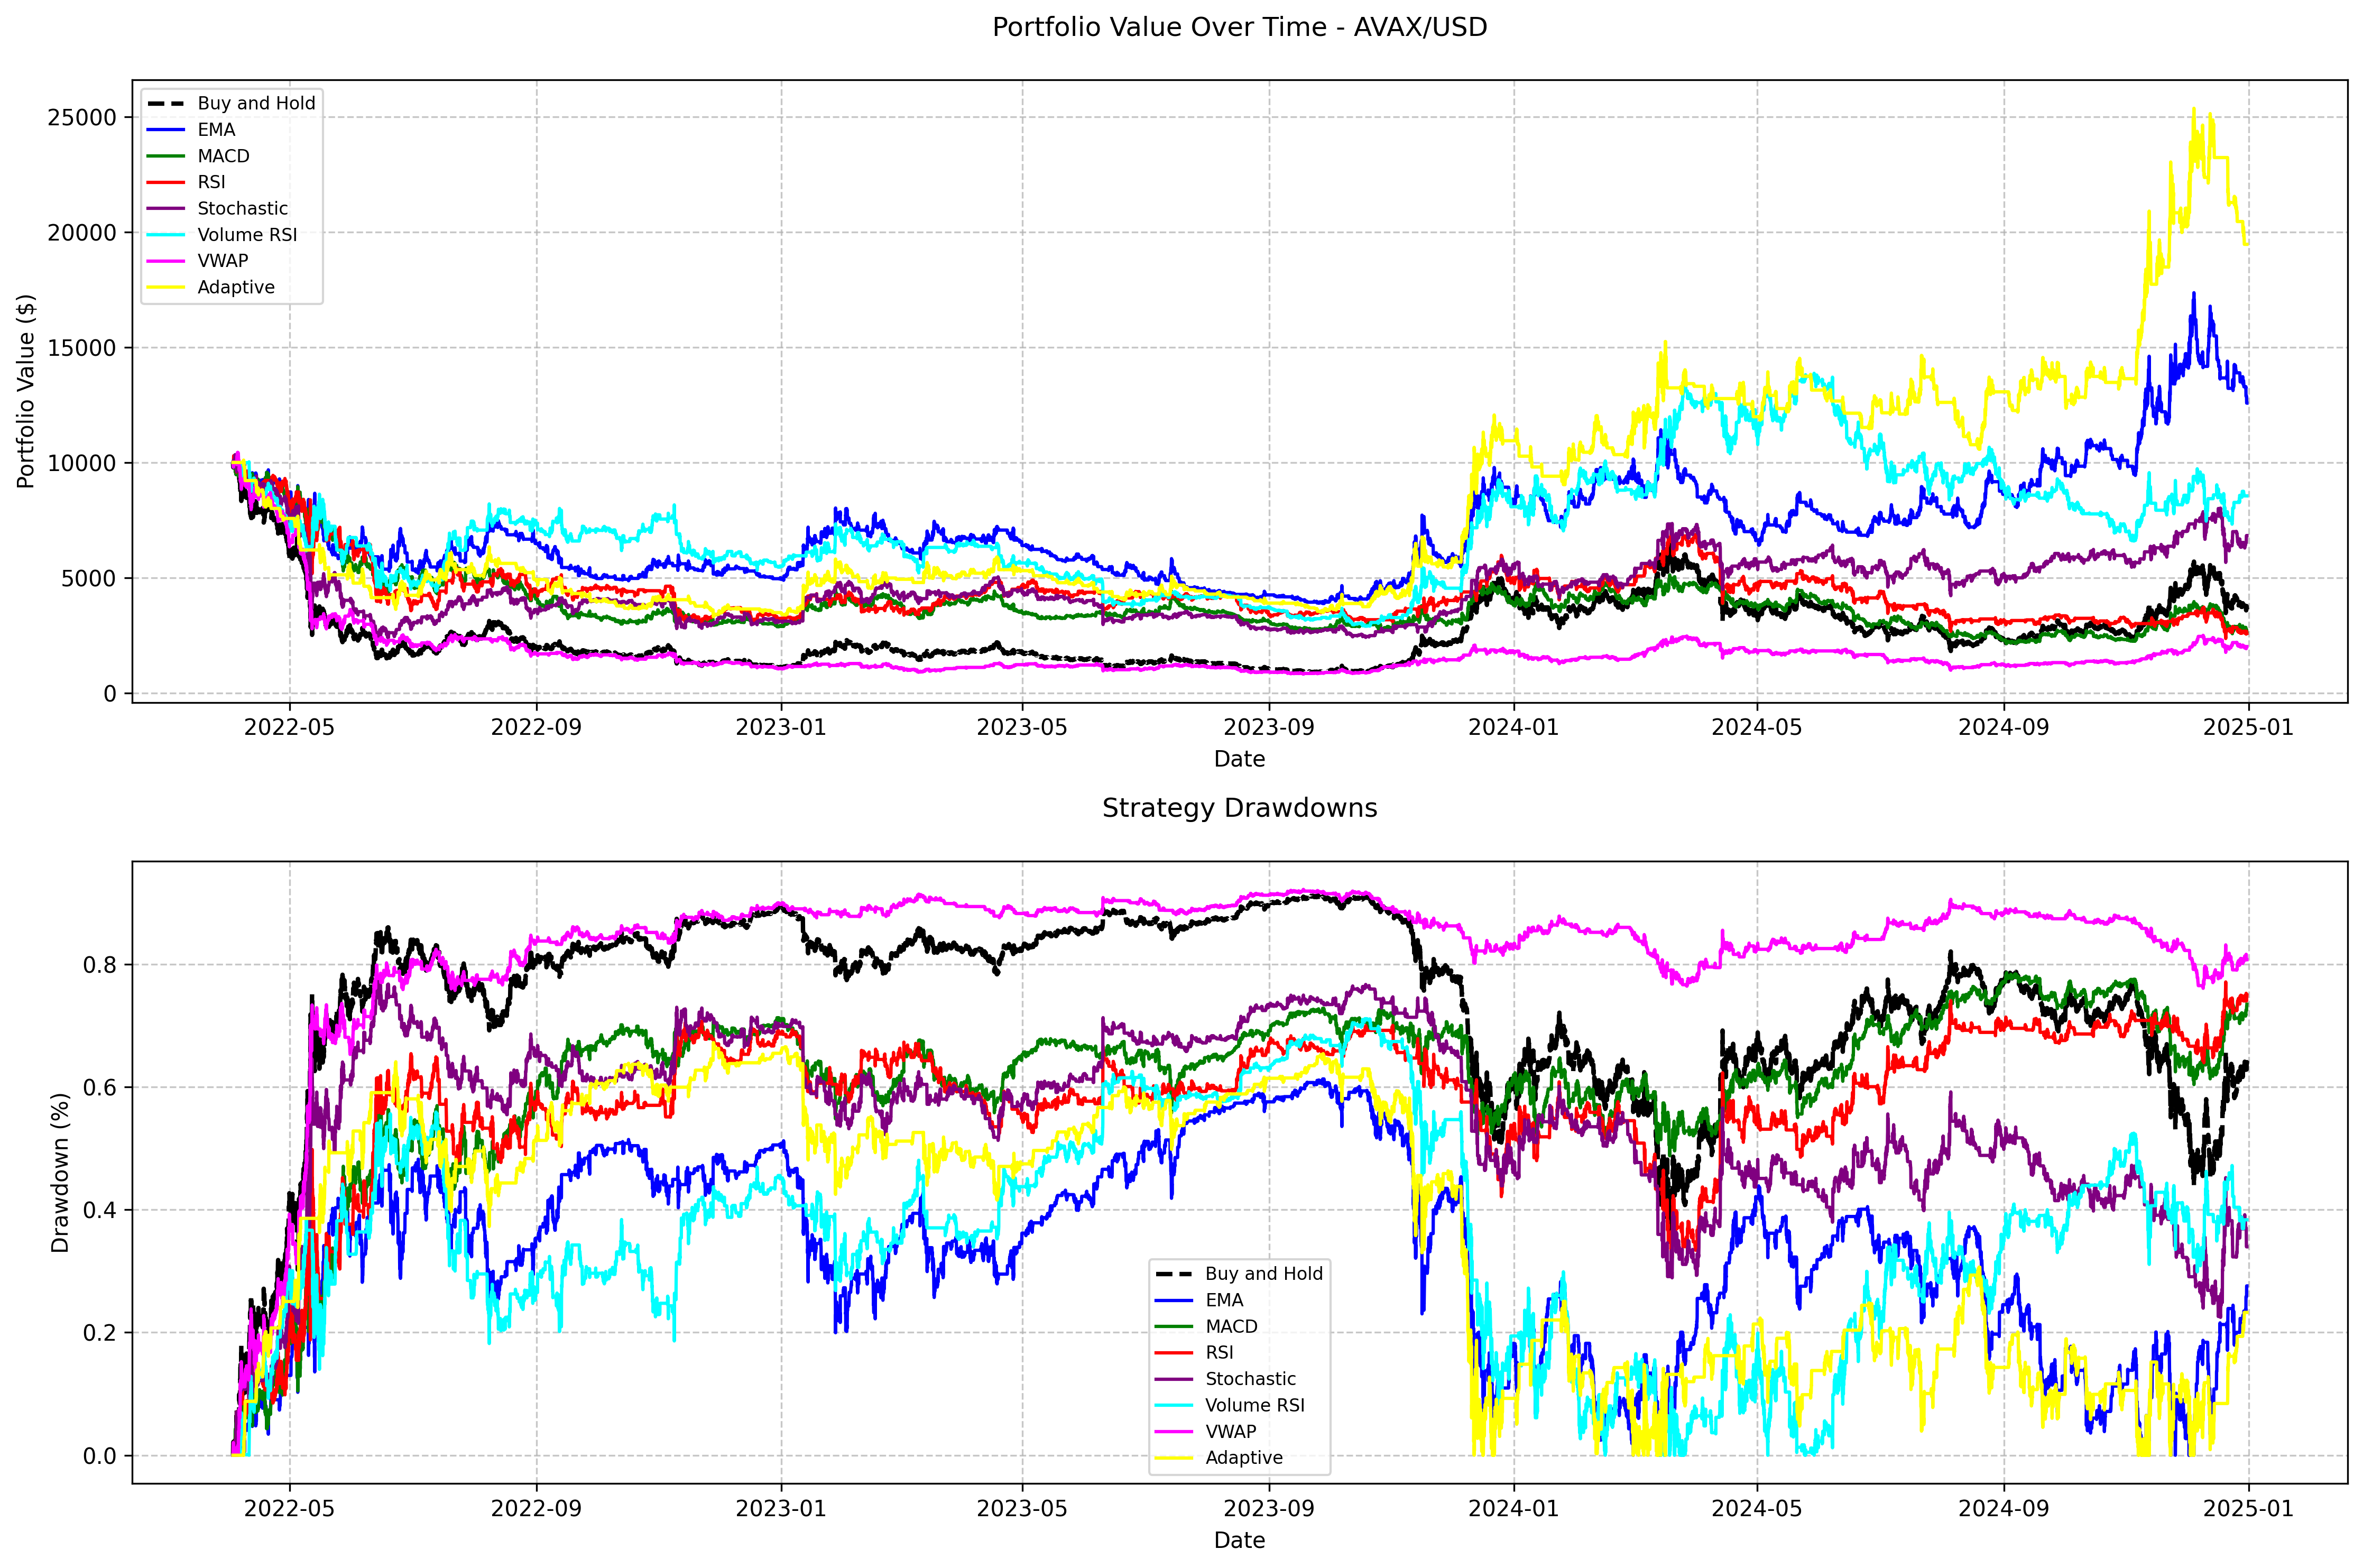 Portfolio Value Over Time - AVAX/USD
Portfolio Value ($)
25000
20000
15000
10000
5000
0
Buy and Hold
EMA
MACD
RSI
Stochastic
Volume RSI
VWAP
Adaptive
2022-05 2022-09 2023-01 2023-05 2023-09 2024-01 2024-05 2024-09 2025-01
Date
Strategy Drawdowns
Drawdown (%)
0.8
0.6
0.4
0.2
0.0
Buy and Hold
EMA
MACD
RSI
Stochastic
Volume RSI
VWAP
Adaptive
2022-05 2022-09 2023-01 2023-05 2023-09 2024-01 2024-05 2024-09 2025-01
Date